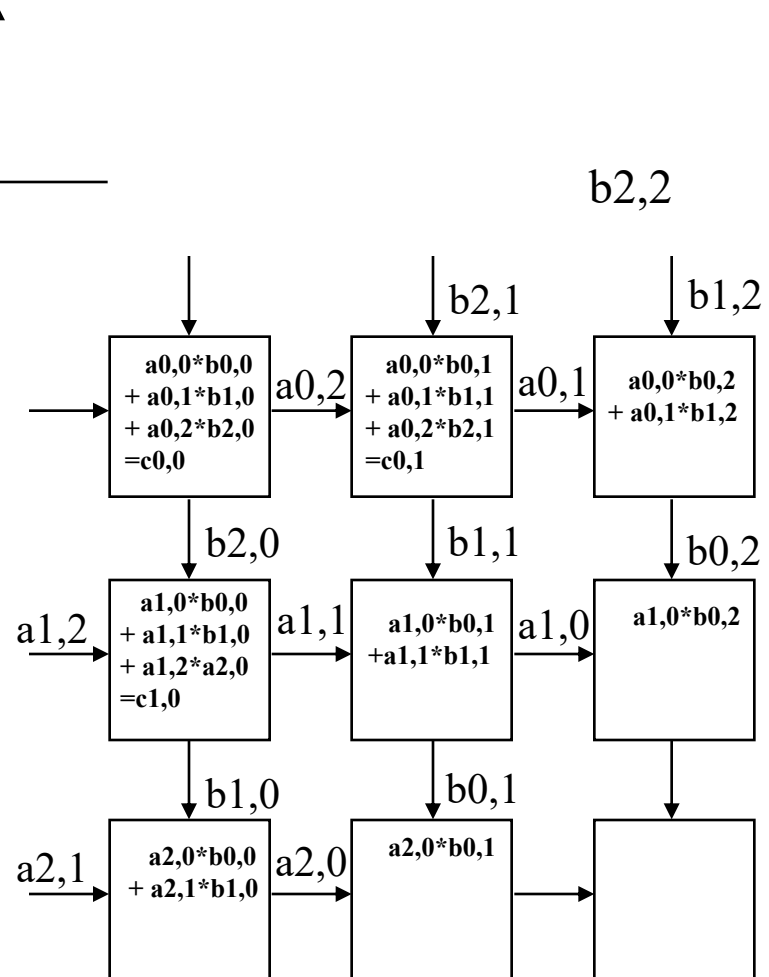 b2,2
b2,1
b1,2
a0,0*b0,0
+ a0,1*b1,0
+ a0,2*b2,0
=c0,0
a0,2
a0,0*b0,1
+ a0,1*b1,1
+ a0,2*b2,1
=c0,1
a0,1
a0,0*b0,2
+ a0,1*b1,2
b2,0
b1,1
b0,2
a1,2
a1,0*b0,0
+ a1,1*b1,0
+ a1,2*a2,0
=c1,0
a1,1
a1,0*b0,1
+a1,1*b1,1
a1,0
a1,0*b0,2
b1,0
b0,1
a2,1
a2,0*b0,0
+ a2,1*b1,0
a2,0
a2,0*b0,1